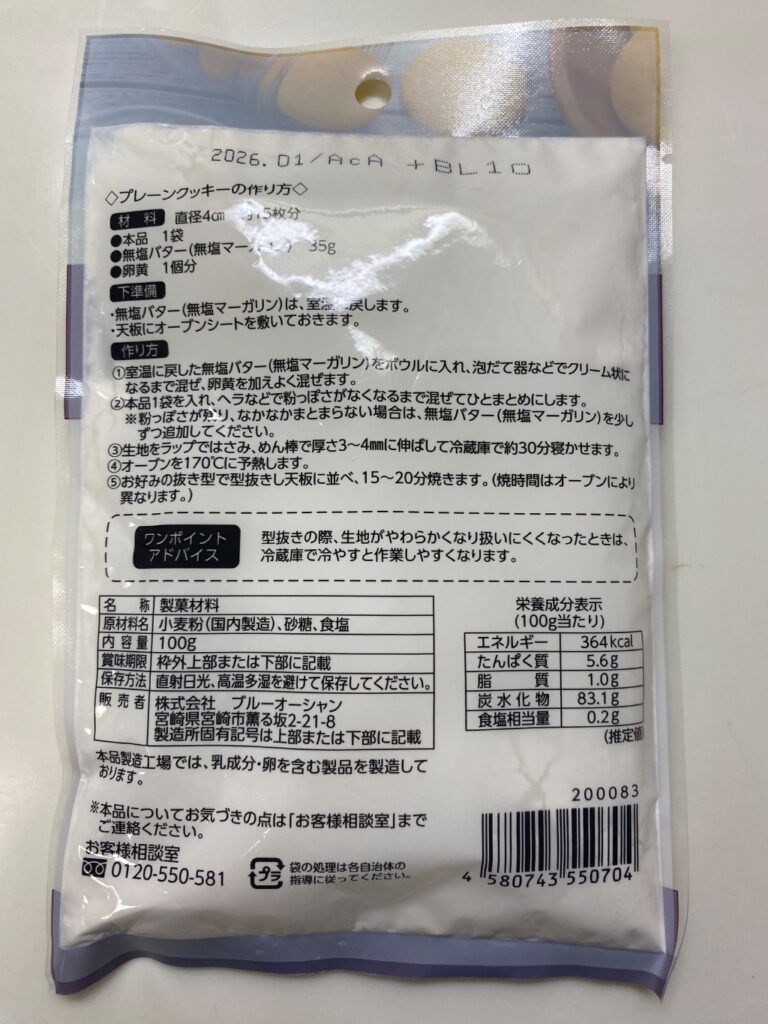 2026.01/AcA +BL10
◇プレーンクッキーの作り方◇
材料 直径4㎝ 約15枚分
●本品 1袋
●無塩バター(無塩マーガリン) 35g
●卵黄 1個分
下準備
・無塩バター(無塩マーガリン)は、室温に戻します。
・天板にオーブンシートを敷いておきます。
作り方
①室温に戻した無塩バター(無塩マーガリン)をボウルに入れ、泡だて器などでクリーム状に
なるまで混ぜ、卵黄を加えよく混ぜます。
②本品1袋を入れ、ヘラなどで粉っぽさがなくなるまで混ぜてひとまとめにします。
※粉っぽさが残り、なかなかまとまらない場合は、無塩バター(無塩マーガリン)を少し
ずつ追加してください。
③生地をラップではさみ、めん棒で厚さ3~4㎜に伸ばして冷蔵庫で約30分寝かせます。
④オーブンを170℃に予熱します。
⑤お好みの抜き型で型抜きし天板に並べ、15~20分焼きます。(焼時間はオーブンにより
異なります。)
ワンポイント
アドバイス
型抜きの際、生地がやわらかくなり扱いにくくなったときは、
冷蔵庫で冷やすと作業しやすくなります。
名称 製菓材料
原材料名 小麦粉(国内製造)、砂糖、食塩
内容量 100g
賞味期限 枠外上部または下部に記載
保存方法 直射日光、高温多湿を避けて保存してください。
販売者 株式会社 ブルーオーシャン
宮崎県宮崎市薫る坂2-21-8
製造所固有記号は上部または下部に記載
栄養成分表示
(100g当たり)
エネルギー 364kcal
たんぱく質 5.6g
脂質 1.0g
炭水化物 83.1g
食塩相当量 0.2g
(推定値)
本品製造工場では、乳成分・卵を含む製品を製造して
おります。
※本品についてお気づきの点は「お客様相談室」まで
ご連絡ください。
お客様相談室
0120-550-581
プラ
袋の処理は各自治体の
指導に従ってください。
200083
4 580743 550704